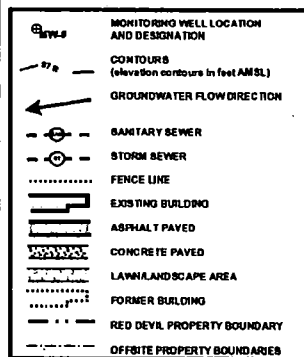 MW-5
MONITORING WELL LOCATION
AND DESIGNATION
CONTOURS
(elevation contours in feet AMSL)
GROUNDWATER FLOW DIRECTION
SANITARY SEWER
ST
STORM SEWER
FENCE LINE
EXISTING BUILDING
ASPHALT PAVED
CONCRETE PAVED
LAWN/LANDSCAPE AREA
FORMER BUILDING
RED DEVIL PROPERTY BOUNDARY
OFFSITE PROPERTY BOUNDARIES